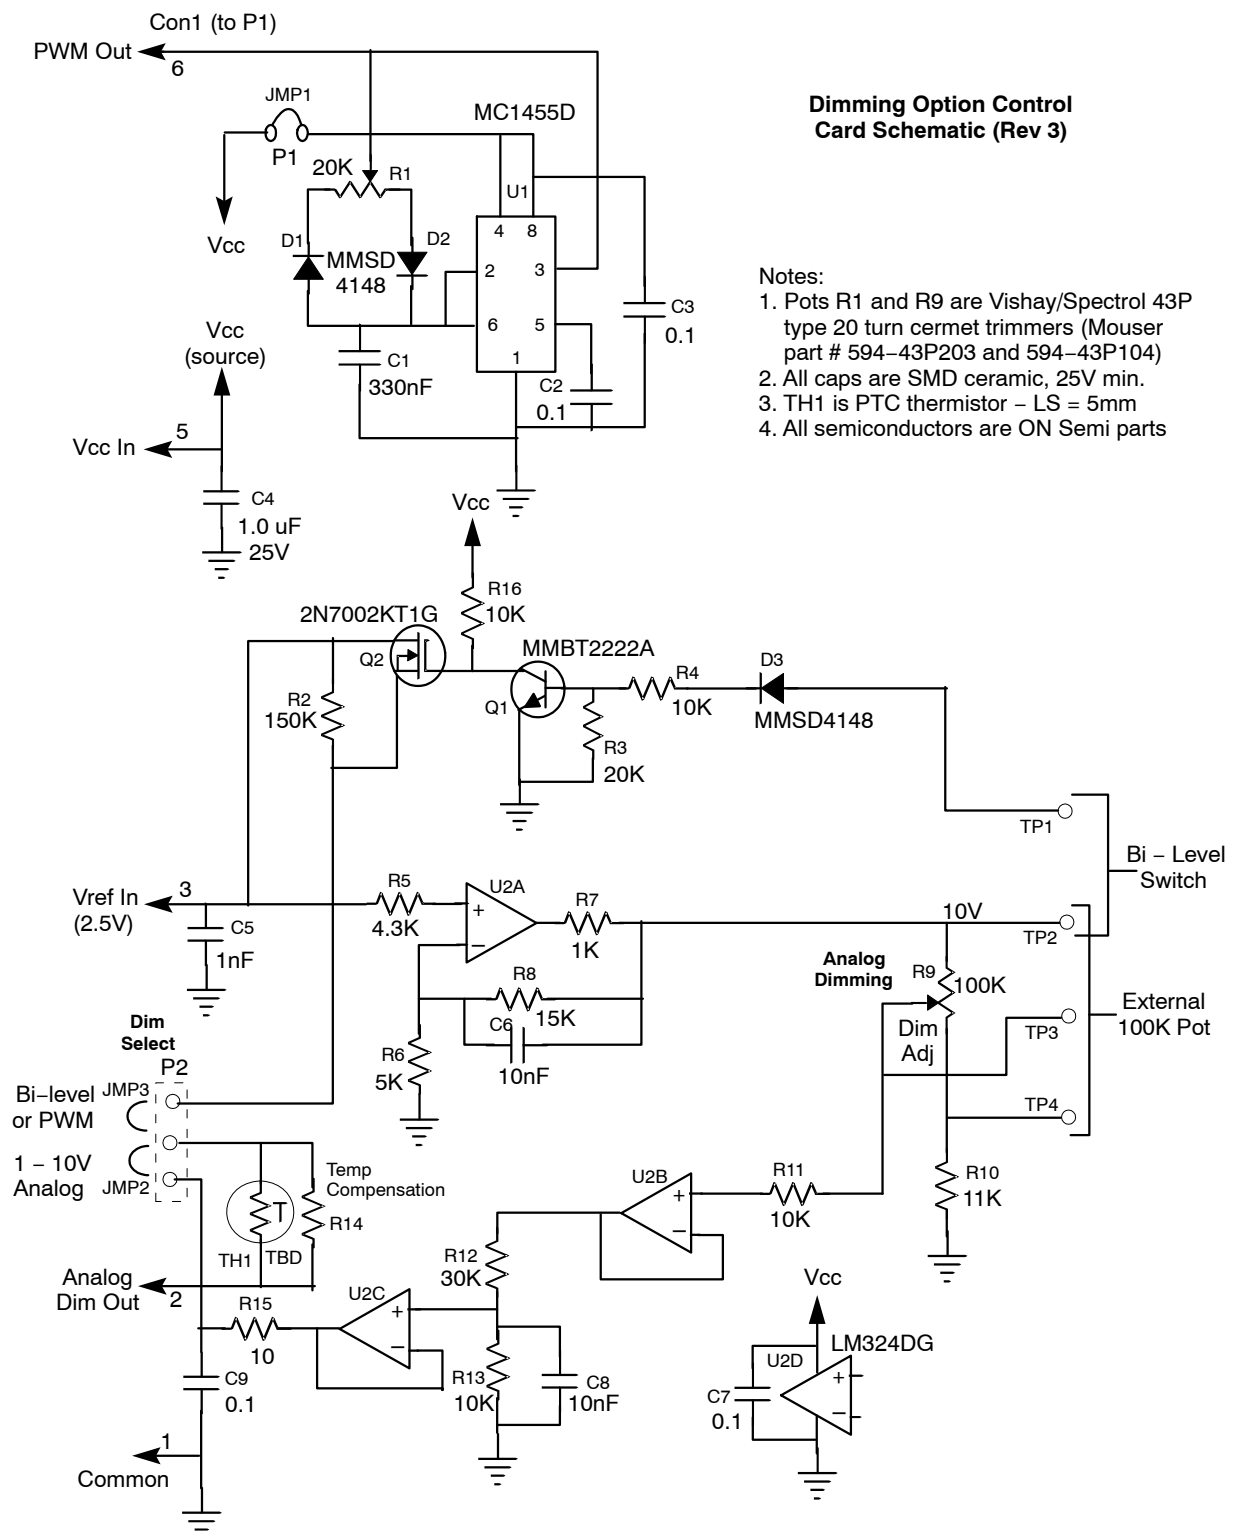 Con1 (to P1)
PWM Out
6
JMP1
P1
MC1455D
Dimming Option Control
Card Schematic (Rev 3)
20K
R1
U1
4 8
Vcc
D1
D2
MMSD
4148
2
3
6
5
1
C3
0.1
Notes:
1. Pots R1 and R9 are Vishay/Spectrol 43P
type 20 turn cermet trimmers (Mouser
part # 594−43P203 and 594−43P104)
2. All caps are SMD ceramic, 25V min.
3. TH1 is PTC thermistor − LS = 5mm
4. All semiconductors are ON Semi parts
Vcc
(source)
C1
330nF
C2
0.1
5
Vcc In
C4
1.0 uF
25V
Vcc
R16
10K
2N7002KT1G
Q2
MMBT2222A
Q1
R4
10K
D3
MMSD4148
R2
150K
R3
20K
TP1
Bi − Level
Switch
Vref In
(2.5V)
3
C5
1nF
R5
4.3K
U2A
+
−
R7
1K
10V
TP2
Analog
Dimming
R9
100K
Dim
Adj
TP3
External
100K Pot
R8
15K
C6
10nF
R6
5K
TP4
Dim
Select
P2
Bi−level
or PWM
JMP3
1 − 10V
Analog
JMP2
Temp
Compensation
T
R14
TH1
TBD
U2B
+
−
R11
10K
R10
11K
Analog
Dim Out
2
R12
30K
R15
10
U2C
+
−
R13
10K
C8
10nF
Vcc
LM324DG
U2D
+
−
C7
0.1
C9
0.1
1
Common